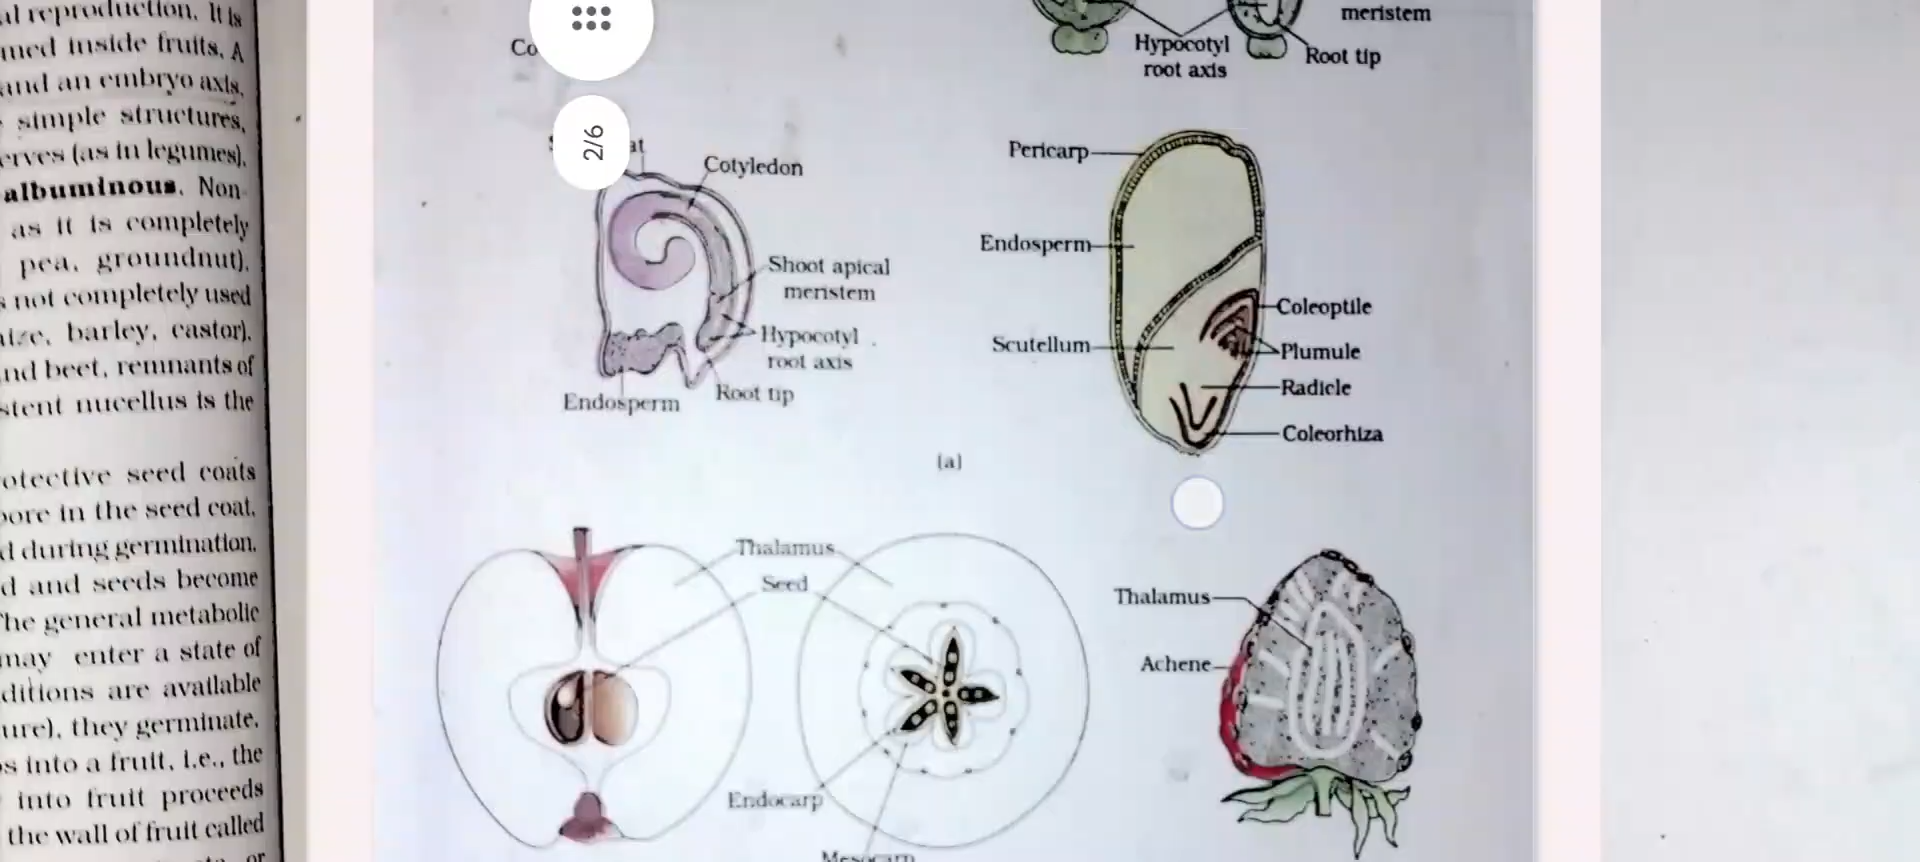 al reproduction. It is
med inside fruits. A
and an embryo axis.
simple structures,
erves (as in legumes).
albuminous. Non-
as it is completely
pea, groundnut).
s not completely used
ize, barley, castor).
nd beet, remnants of
stent nucellus is the
otective seed coats
pore in the seed coat.
d during germination.
d and seeds become
The general metabolic
may enter a state of
ditions are available
ure), they germinate.
s into a fruit, i.e., the
into fruit proceeds
the wall of fruit called
or
Co
2/6
at
Cotyledon
Shoot apical
meristem
Hypocotyl
root axis
Root tip
Endosperm
meristem
Hypocotyl
root axis
Root tip
Pericarp
Endosperm
Scutellum
Coleoptile
Plumule
Radicle
Coleorhiza
(a)
Thalamus
Seed
Endocarp
Mesocarp
Thalamus
Achene